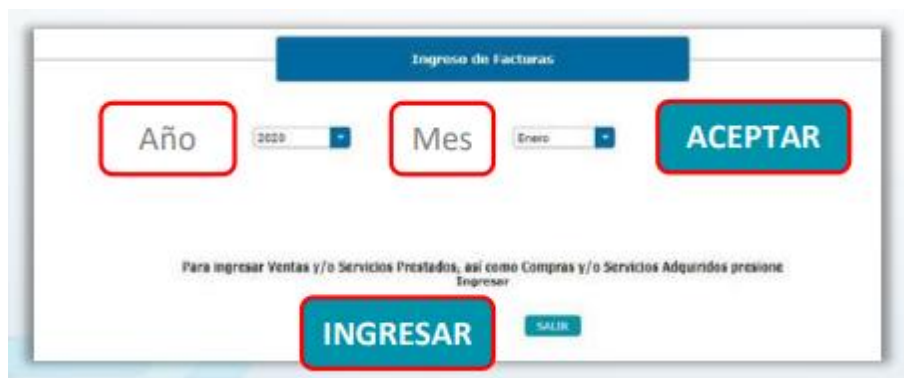 Ingreso de Facturas
Año 2020 Mes Enero ACEPTAR
Para ingresar Ventas y/o Servicios Prestados, así como Compras y/o Servicios Adquiridos presione
Ingresar
INGRESAR SALIR